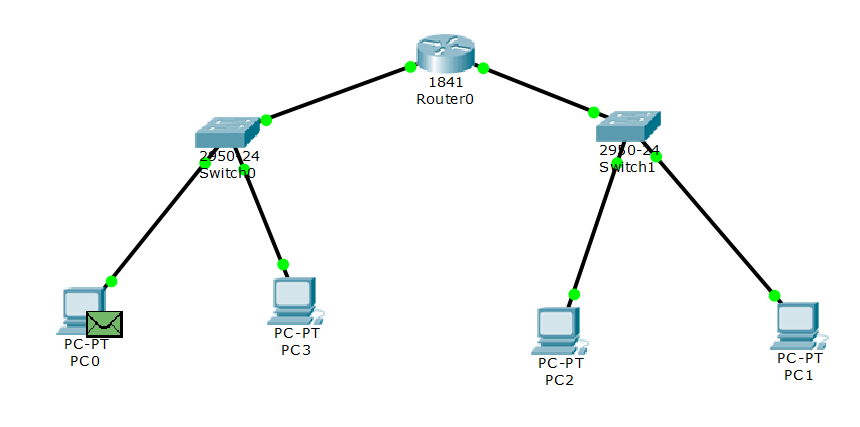 1841
Router0
2950-24
Switch0
2950-24
Switch1
PC-PT
PC0
PC-PT
PC3
PC-PT
PC2
PC-PT
PC1